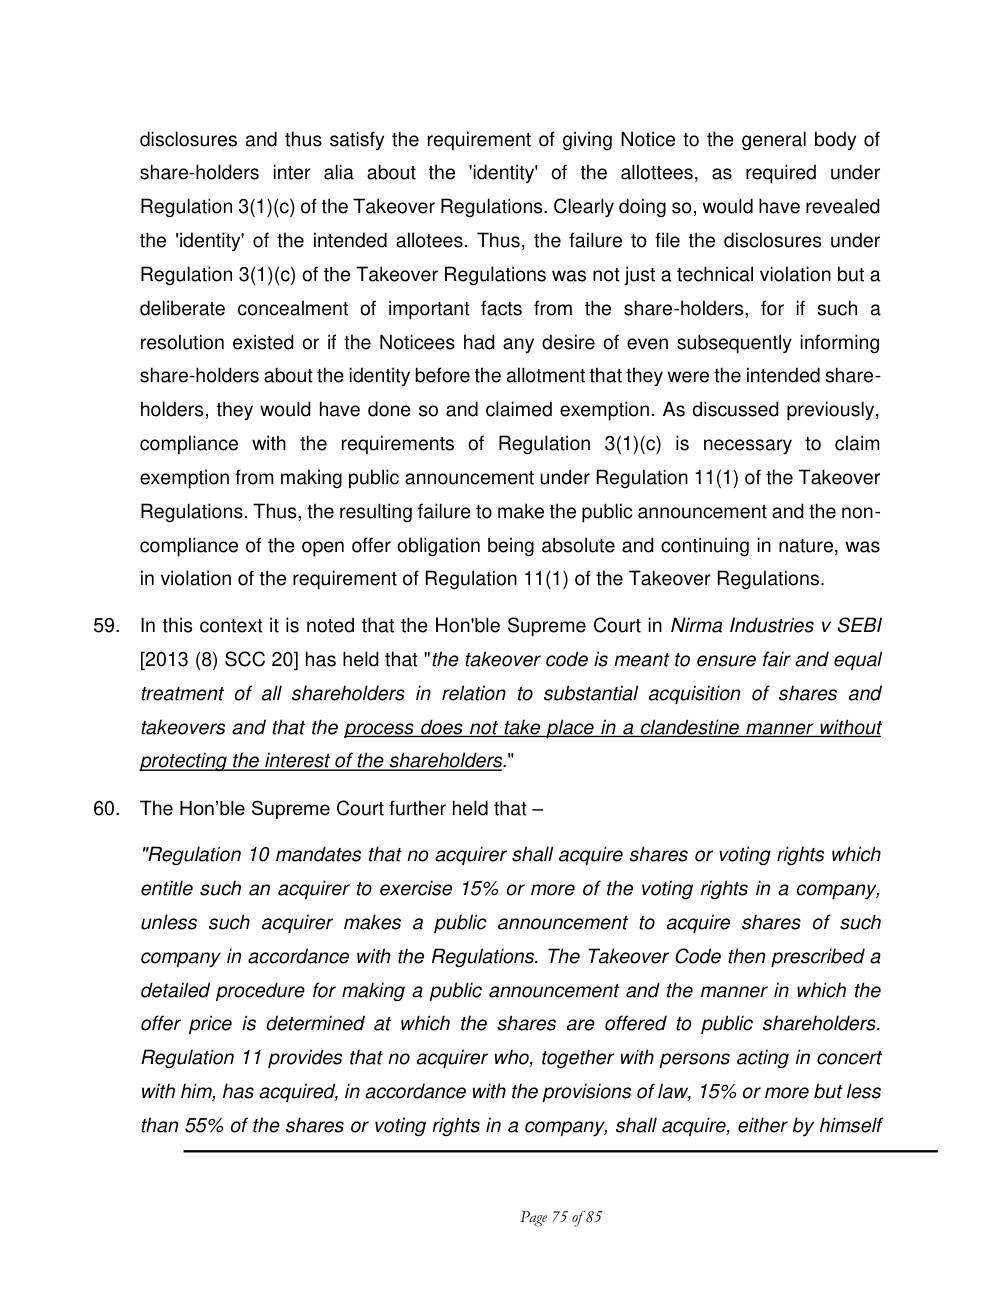 disclosures and thus satisfy the requirement of giving Notice to the general body of
share-holders inter alia about the 'identity' of the allottees, as required under
Regulation 3(1)(c) of the Takeover Regulations. Clearly doing so, would have revealed
the 'identity' of the intended allotees. Thus, the failure to file the disclosures under
Regulation 3(1)(c) of the Takeover Regulations was not just a technical violation but a
deliberate concealment of important facts from the share-holders, for if such a
resolution existed or if the Noticees had any desire of even subsequently informing
share-holders about the identity before the allotment that they were the intended share-
holders, they would have done so and claimed exemption. As discussed previously,
compliance with the requirements of Regulation 3(1)(c) is necessary to claim
exemption from making public announcement under Regulation 11(1) of the Takeover
Regulations. Thus, the resulting failure to make the public announcement and the non-
compliance of the open offer obligation being absolute and continuing in nature, was
in violation of the requirement of Regulation 11(1) of the Takeover Regulations.
59. In this context it is noted that the Hon'ble Supreme Court in Nirma Industries v SEBI
[2013 (8) SCC 20] has held that "the takeover code is meant to ensure fair and equal
treatment of all shareholders in relation to substantial acquisition of shares and
takeovers and that the process does not take place in a clandestine manner without
protecting the interest of the shareholders."
60. The Hon’ble Supreme Court further held that –
"Regulation 10 mandates that no acquirer shall acquire shares or voting rights which
entitle such an acquirer to exercise 15% or more of the voting rights in a company,
unless such acquirer makes a public announcement to acquire shares of such
company in accordance with the Regulations. The Takeover Code then prescribed a
detailed procedure for making a public announcement and the manner in which the
offer price is determined at which the shares are offered to public shareholders.
Regulation 11 provides that no acquirer who, together with persons acting in concert
with him, has acquired, in accordance with the provisions of law, 15% or more but less
than 55% of the shares or voting rights in a company, shall acquire, either by himself
Page 75 of 85